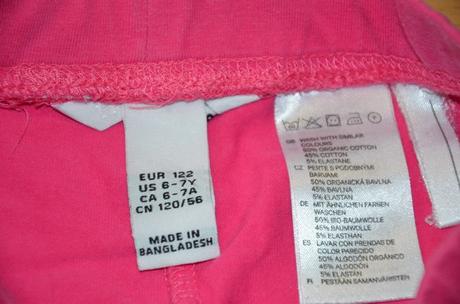 EUR 122
US 6-7Y
CA 6-7A
CN 120/56
MADE IN
BANGLADESH
GB WASH WITH SIMILAR
COLOURS
50% ORGANIC COTTON
45% COTTON
5% ELASTANE
CZ PERTE S PODOBNÝMI
BARVAMI
50% ORGANICKÁ BAVLNA
45% BAVLNA
5% ELASTAN
DE MIT ÄHNLICHEN FARBEN
WASCHEN
50% BIO-BAUMWOLLE
45% BAUMWOLLE
5% ELASTHAN
ES LAVAR CON PRENDAS DE
COLOR PARECIDO
50% ALGODÓN ORGÁNICO
45% ALGODÓN
5% ELASTÁN
FI PESTÄÄN SAMANVÄRISTEN